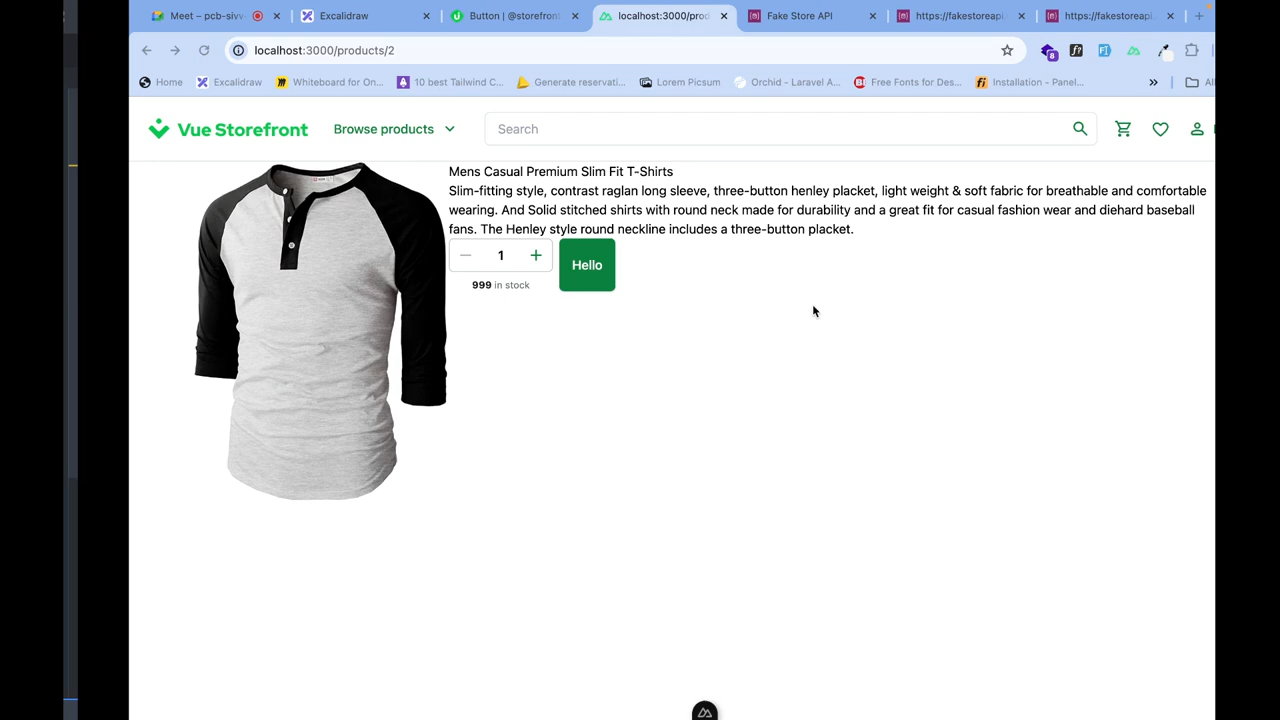 Meet – pcb-sivv
Excalidraw
Button | @storefront
localhost:3000/prod
Fake Store API
https://fakestoreapi.
https://fakestoreapi.
localhost:3000/products/2
8
Home
Excalidraw
Whiteboard for On...
10 best Tailwind C...
Generate reservati...
Lorem Picsum
Orchid - Laravel A...
Free Fonts for Des...
Installation - Panel...
Vue Storefront
Browse products
Search
Mens Casual Premium Slim Fit T-Shirts
Slim-fitting style, contrast raglan long sleeve, three-button henley placket, light weight & soft fabric for breathable and comfortable
wearing. And Solid stitched shirts with round neck made for durability and a great fit for casual fashion wear and diehard baseball
fans. The Henley style round neckline includes a three-button placket.
1
Hello
999 in stock